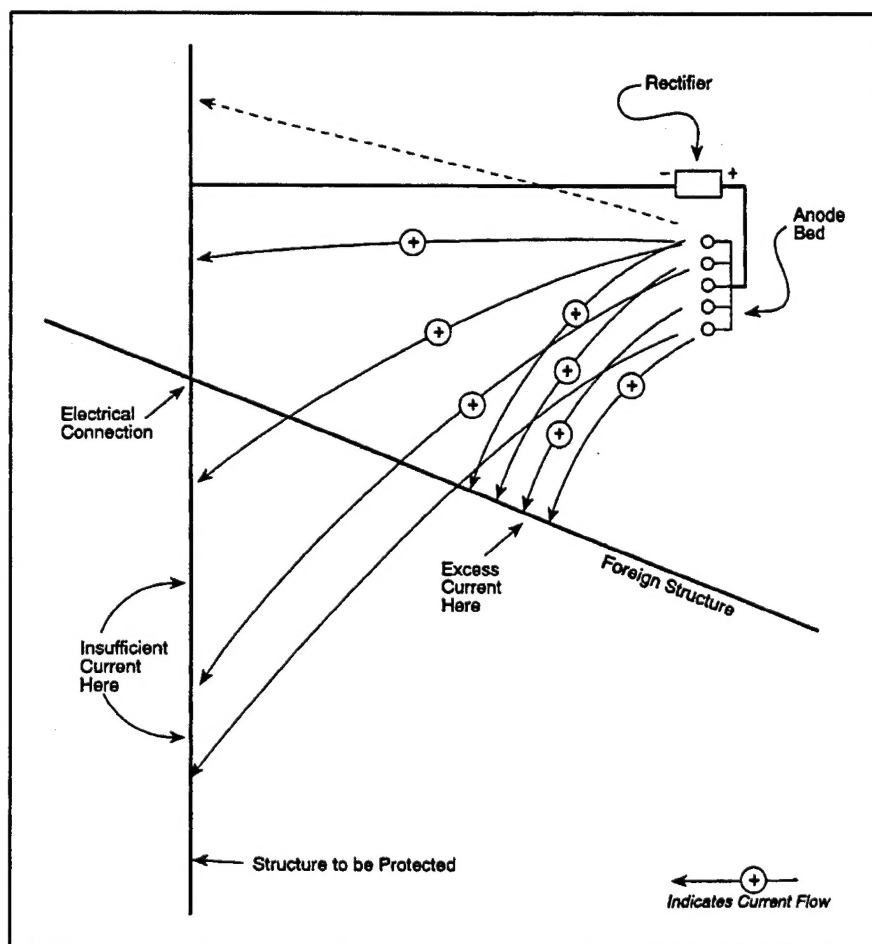 Rectifier
- +
Anode
Bed
+
+
+
+
+
+
+
+
Electrical
Connection
Excess
Current
Here
Foreign Structure
Insufficient
Current
Here
Structure to be Protected
+
Indicates Current Flow